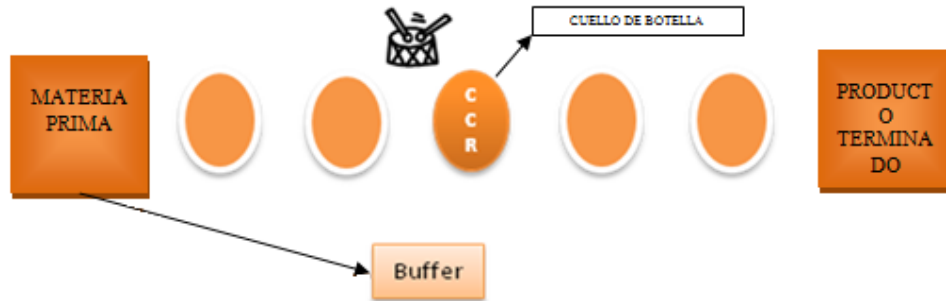 CUELLO DE BOTELLA
MATERIA
PRIMA
C
C
R
PRODUCT
O
TERMINA
DO
Buffer